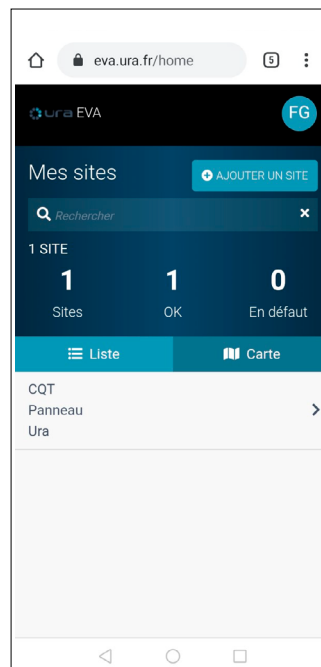 eva.ura.fr/home
5
ura EVA
FG
Mes sites
AJOUTER UN SITE
Rechercher
1 SITE
1
1
0
Sites
OK
En défaut
Liste
Carte
CQT
Panneau
Ura